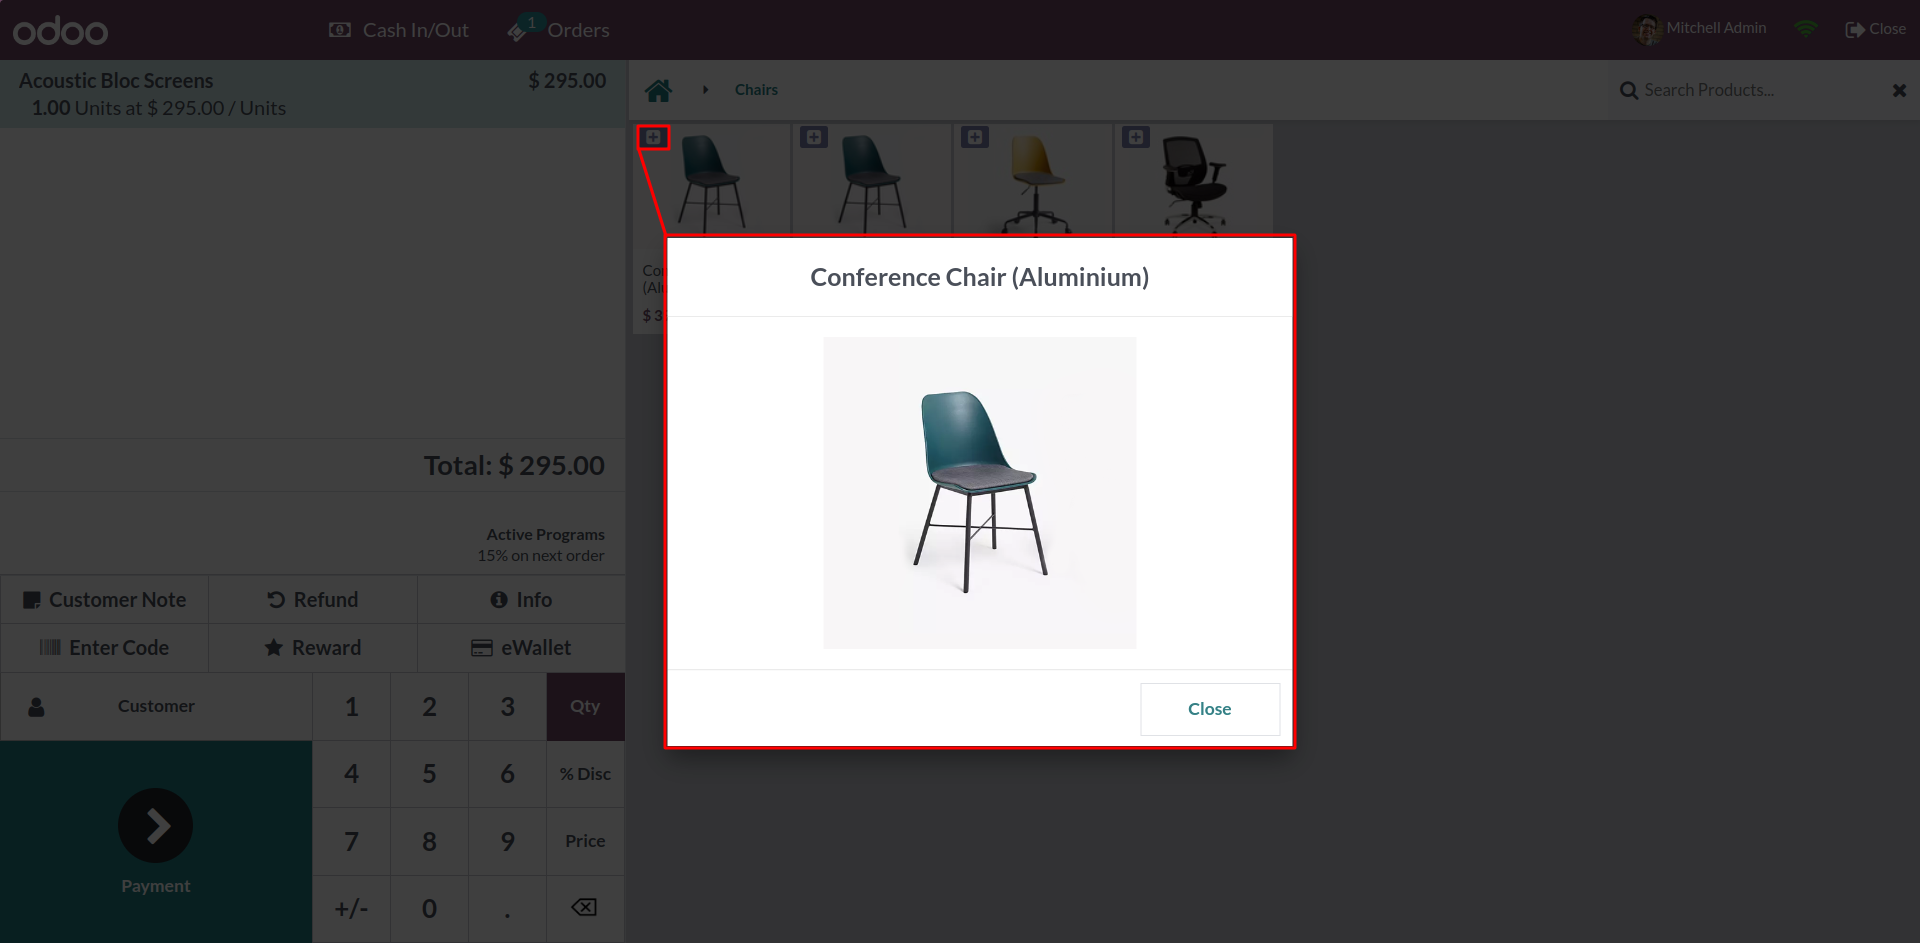 odoo
Cash In/Out
1
Orders
Mitchell Admin
Close
Acoustic Bloc Screens
$ 295.00
1.00 Units at $ 295.00 / Units
Chairs
Search Products...
$ 3
Conference Chair (Aluminium)
Close
Total: $ 295.00
Active Programs
15% on next order
Customer Note
Refund
Info
Enter Code
Reward
eWallet
Customer
1
2
3
Qty
4
5
6
% Disc
7
8
9
Price
Payment
+/-
0
.